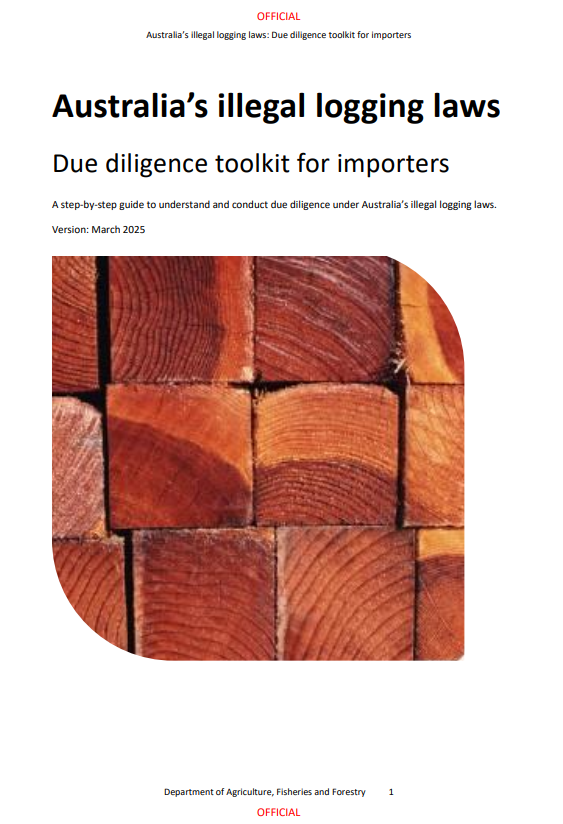 OFFICIAL
Australia’s illegal logging laws: Due diligence toolkit for importers
Australia’s illegal logging laws
Due diligence toolkit for importers
A step-by-step guide to understand and conduct due diligence under Australia’s illegal logging laws.
Version: March 2025
Department of Agriculture, Fisheries and Forestry 1
OFFICIAL